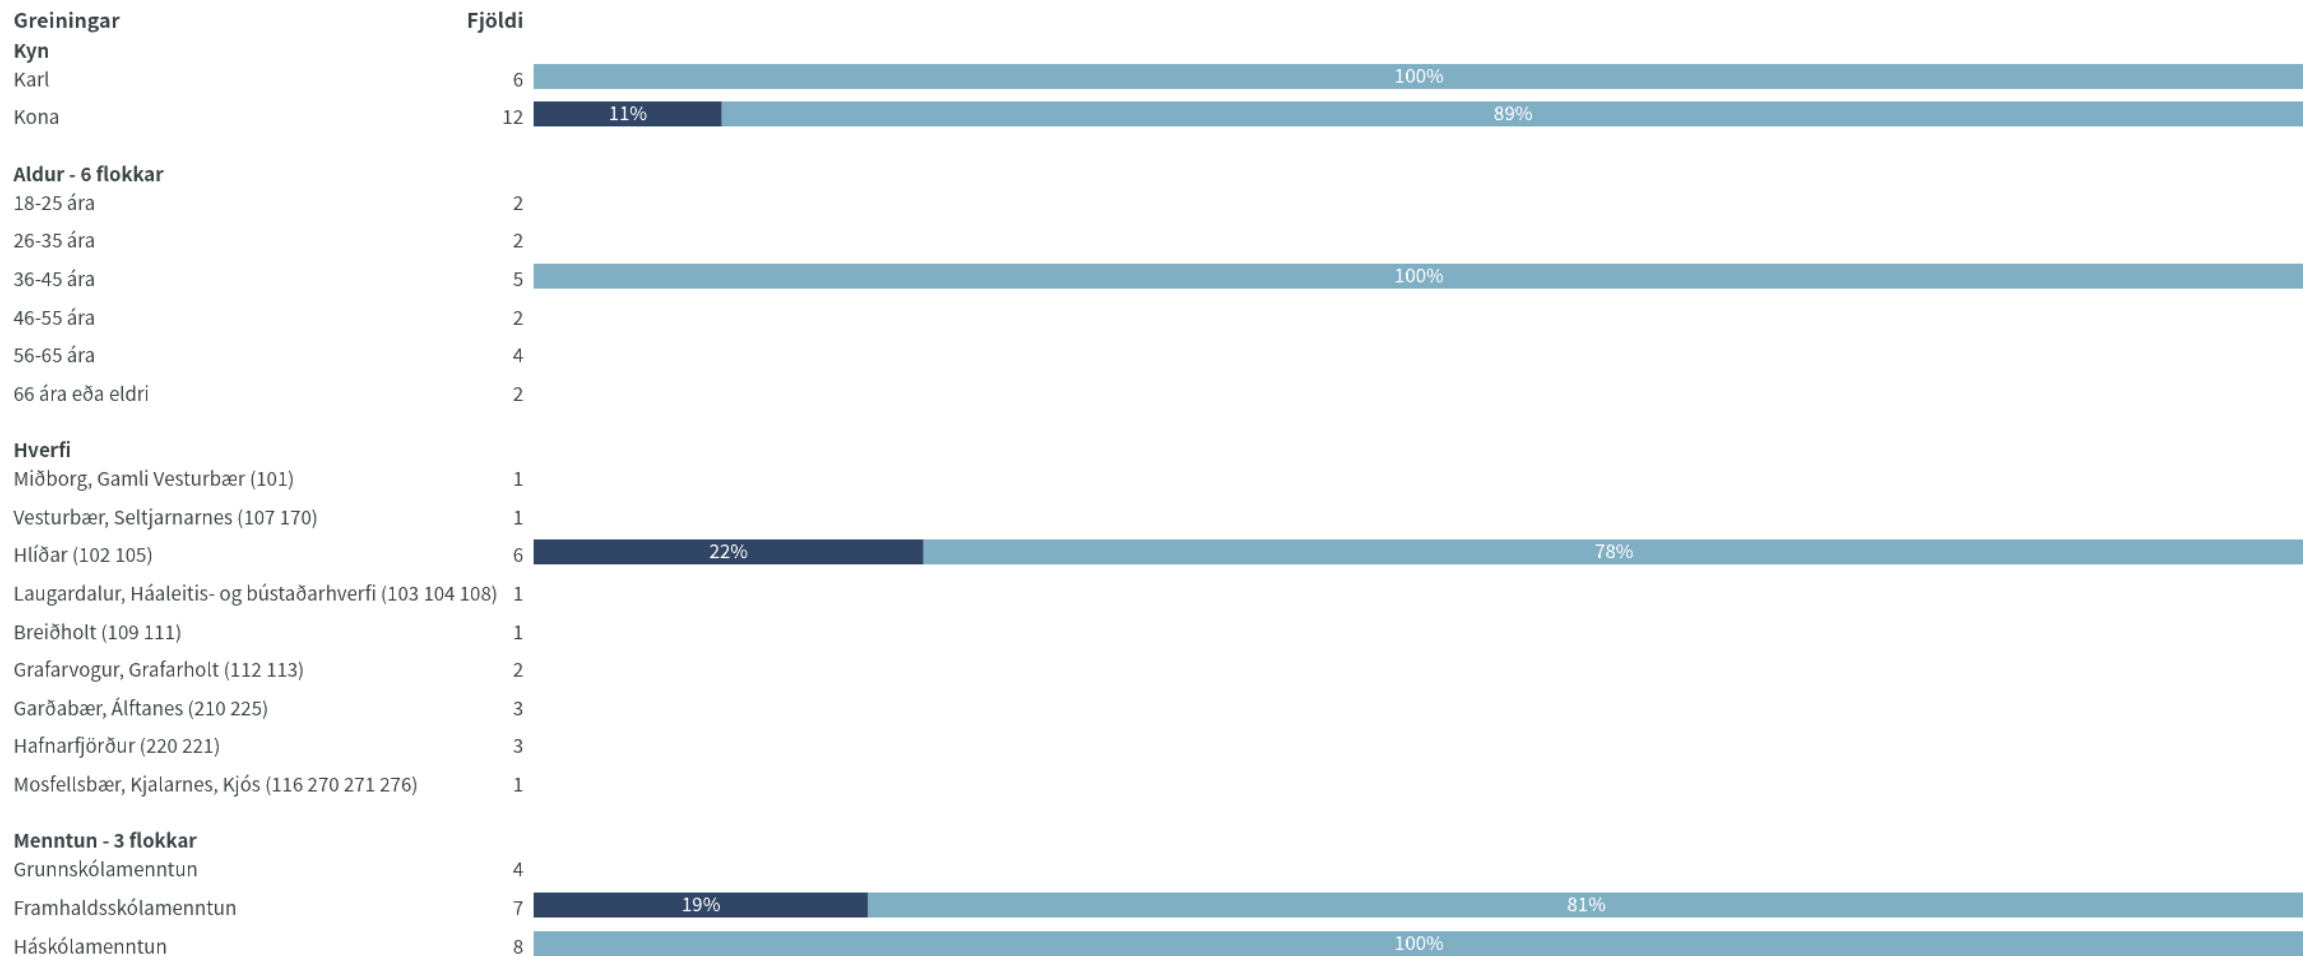 Greiningar Fjöldi
Kyn
Karl 6 100%
Kona 12 11% 89%
Aldur - 6 flokkar
18-25 ára 2
26-35 ára 2
36-45 ára 5 100%
46-55 ára 2
56-65 ára 4
66 ára eða eldri 2
Hverfi
Miðborg, Gamli Vesturbær (101) 1
Vesturbær, Seltjarnarnes (107 170) 1
Hlíðar (102 105) 6 22% 78%
Laugardalur, Háaleitis- og bústaðarhverfi (103 104 108) 1
Breiðholt (109 111) 1
Grafarvogur, Grafarholt (112 113) 2
Garðabær, Álftanes (210 225) 3
Hafnarfjörður (220 221) 3
Mosfellsbær, Kjalarnes, Kjós (116 270 271 276) 1
Menntun - 3 flokkar
Grunnskólamenntun 4
Framhaldsskólamenntun 7 19% 81%
Háskólamenntun 8 100%